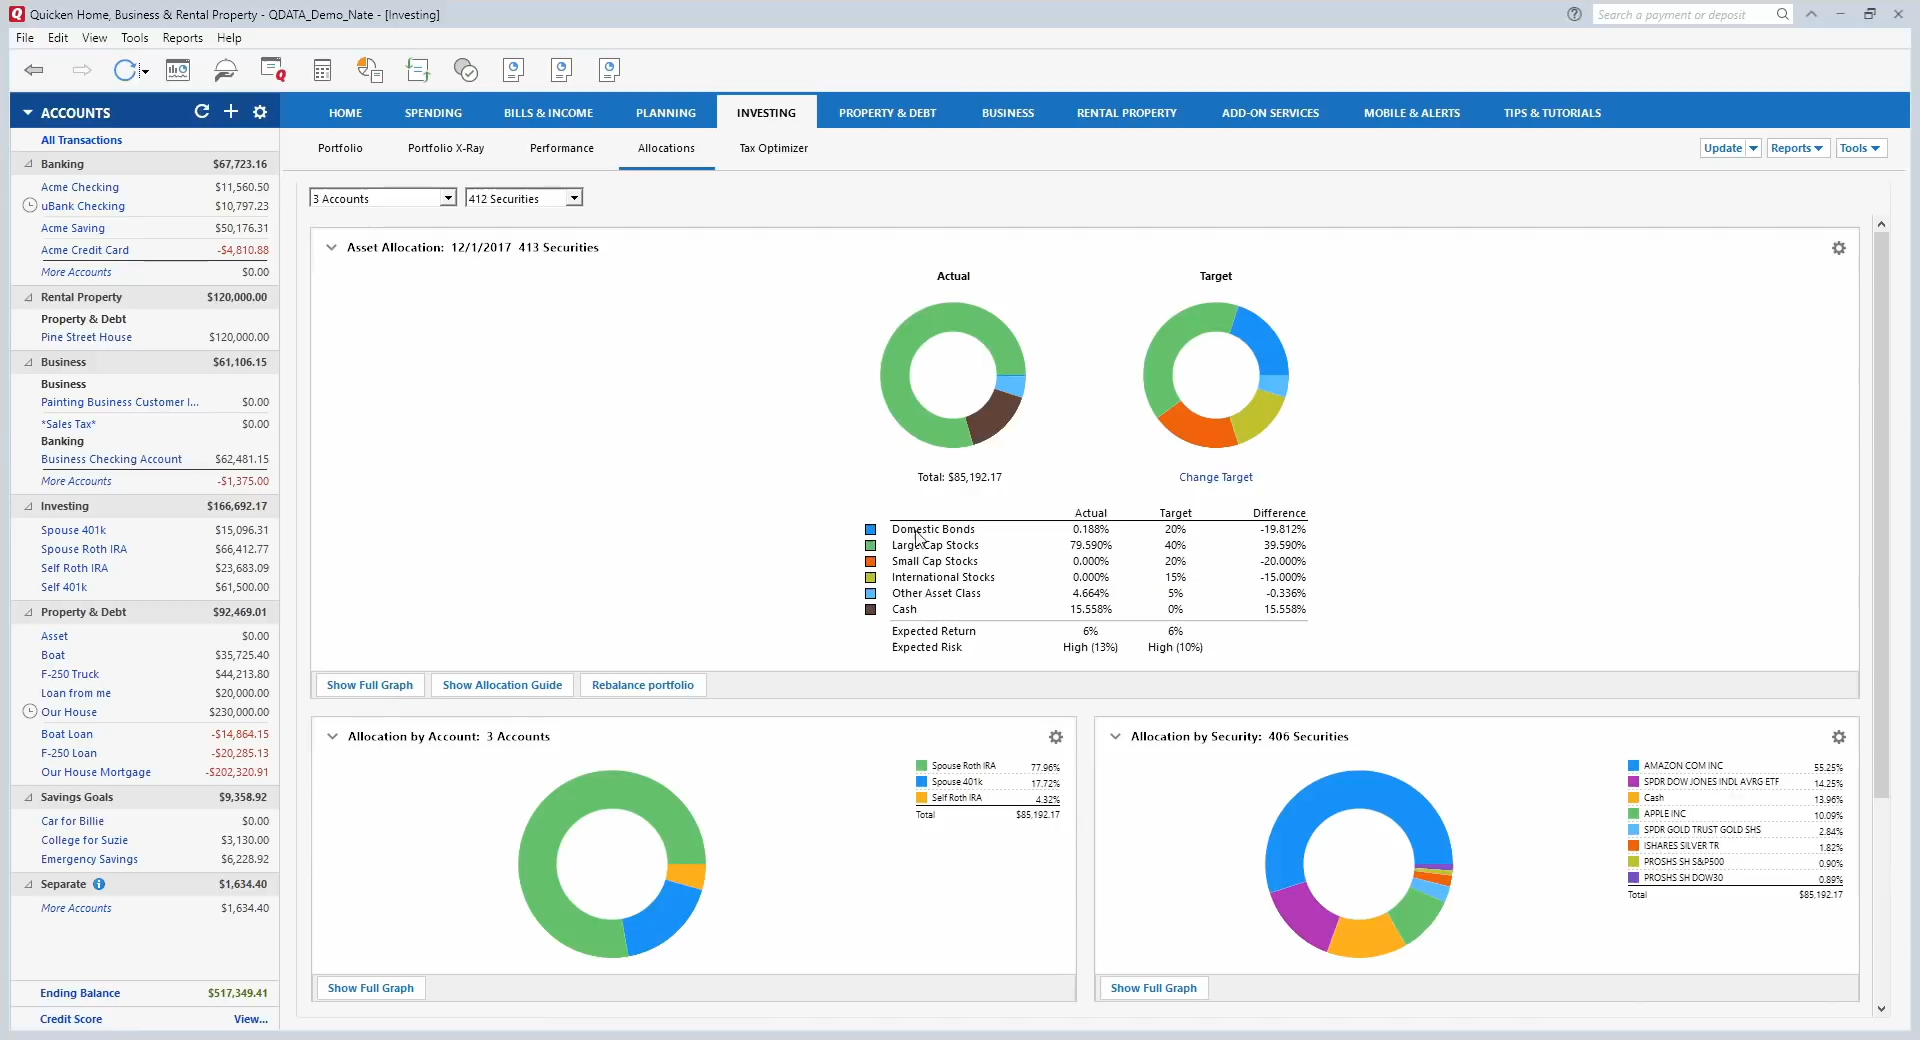 Quicken Home, Business & Rental Property - QDATA_Demo_Nate - [Investing]
Search a payment or deposit
File Edit View Tools Reports Help
ACCOUNTS
HOME SPENDING BILLS & INCOME PLANNING INVESTING PROPERTY & DEBT BUSINESS RENTAL PROPERTY ADD-ON SERVICES MOBILE & ALERTS TIPS & TUTORIALS
Portfolio Portfolio X-Ray Performance Allocations Tax Optimizer
Update Reports Tools
All Transactions
Banking $67,723.16
Acme Checking $11,560.50
uBank Checking $10,797.23
Acme Saving $50,176.31
Acme Credit Card -$4,810.88
More Accounts $0.00
Rental Property $120,000.00
Property & Debt
Pine Street House $120,000.00
Business $61,106.15
Business
Painting Business Customer I... $0.00
*Sales Tax* $0.00
Banking
Business Checking Account $62,481.15
More Accounts -$1,375.00
Investing $166,692.17
Spouse 401k $15,096.31
Spouse Roth IRA $66,412.77
Self Roth IRA $23,683.09
Self 401k $61,500.00
Property & Debt $92,469.01
Asset $0.00
Boat $35,725.40
F-250 Truck $44,213.80
Loan from me $20,000.00
Our House $230,000.00
Boat Loan -$14,864.15
F-250 Loan -$20,285.13
Our House Mortgage -$202,320.91
Savings Goals $9,358.92
Car for Billie $0.00
College for Suzie $3,130.00
Emergency Savings $6,228.92
Separate $1,634.40
More Accounts $1,634.40
Ending Balance $517,349.41
Credit Score View...
3 Accounts 412 Securities
Asset Allocation: 12/1/2017 413 Securities
Actual Target
Total: $85,192.17 Change Target
Actual Target Difference
Domestic Bonds 0.188% 20% -19.812%
Large Cap Stocks 79.590% 40% 39.590%
Small Cap Stocks 0.000% 20% -20.000%
International Stocks 0.000% 15% -15.000%
Other Asset Class 4.664% 5% -0.336%
Cash 15.558% 0% 15.558%
Expected Return 6% 6%
Expected Risk High (13%) High (10%)
Show Full Graph Show Allocation Guide Rebalance portfolio
Allocation by Account: 3 Accounts
Spouse Roth IRA 77.96%
Spouse 401k 17.72%
Self Roth IRA 4.32%
Total $85,192.17
Show Full Graph
Allocation by Security: 406 Securities
AMAZON COM INC 55.25%
SPDR DOW JONES INDL AVRG ETF 14.25%
Cash 13.96%
APPLE INC 10.09%
SPDR GOLD TRUST GOLD SHS 2.84%
ISHARES SILVER TR 1.82%
PROSHS SH S&P500 0.90%
PROSHS SH DOW30 0.89%
Total $85,192.17
Show Full Graph